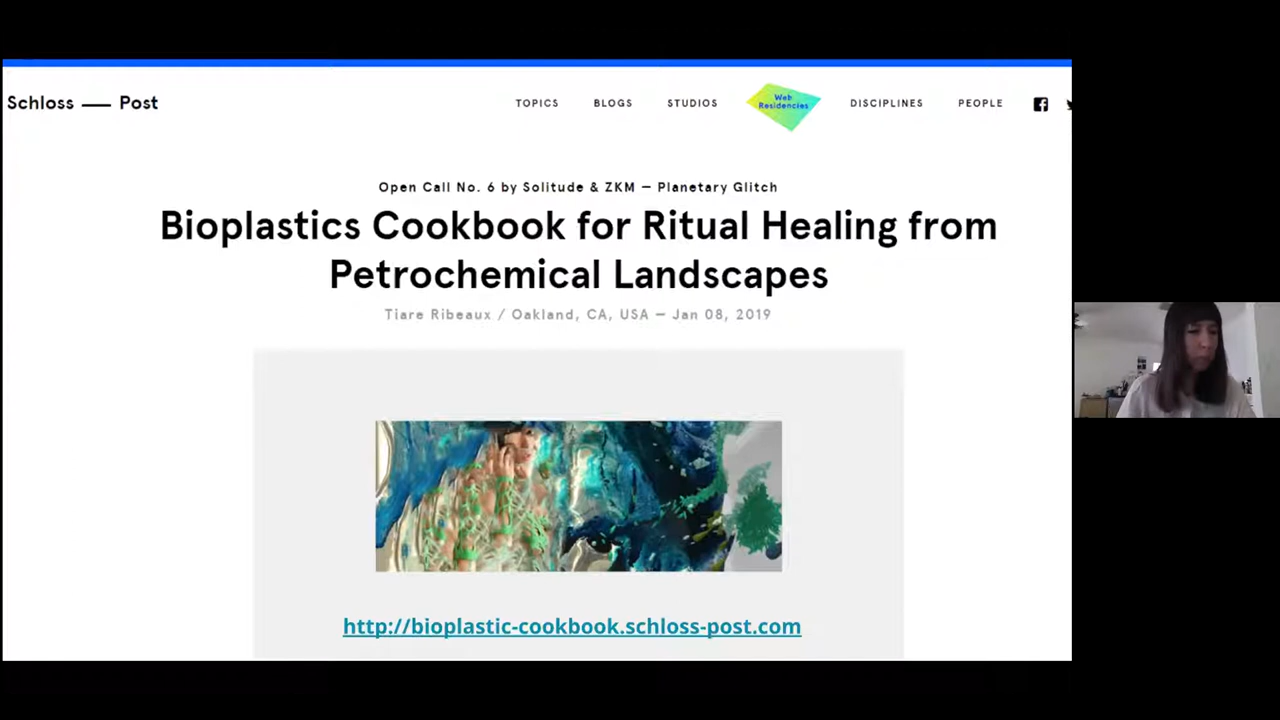 Schloss — Post
TOPICS BLOGS STUDIOS Web Residencies DISCIPLINES PEOPLE
Open Call No. 6 by Solitude & ZKM — Planetary Glitch
Bioplastics Cookbook for Ritual Healing from
Petrochemical Landscapes
Tiare Ribeaux / Oakland, CA, USA — Jan 08, 2019
http://bioplastic-cookbook.schloss-post.com